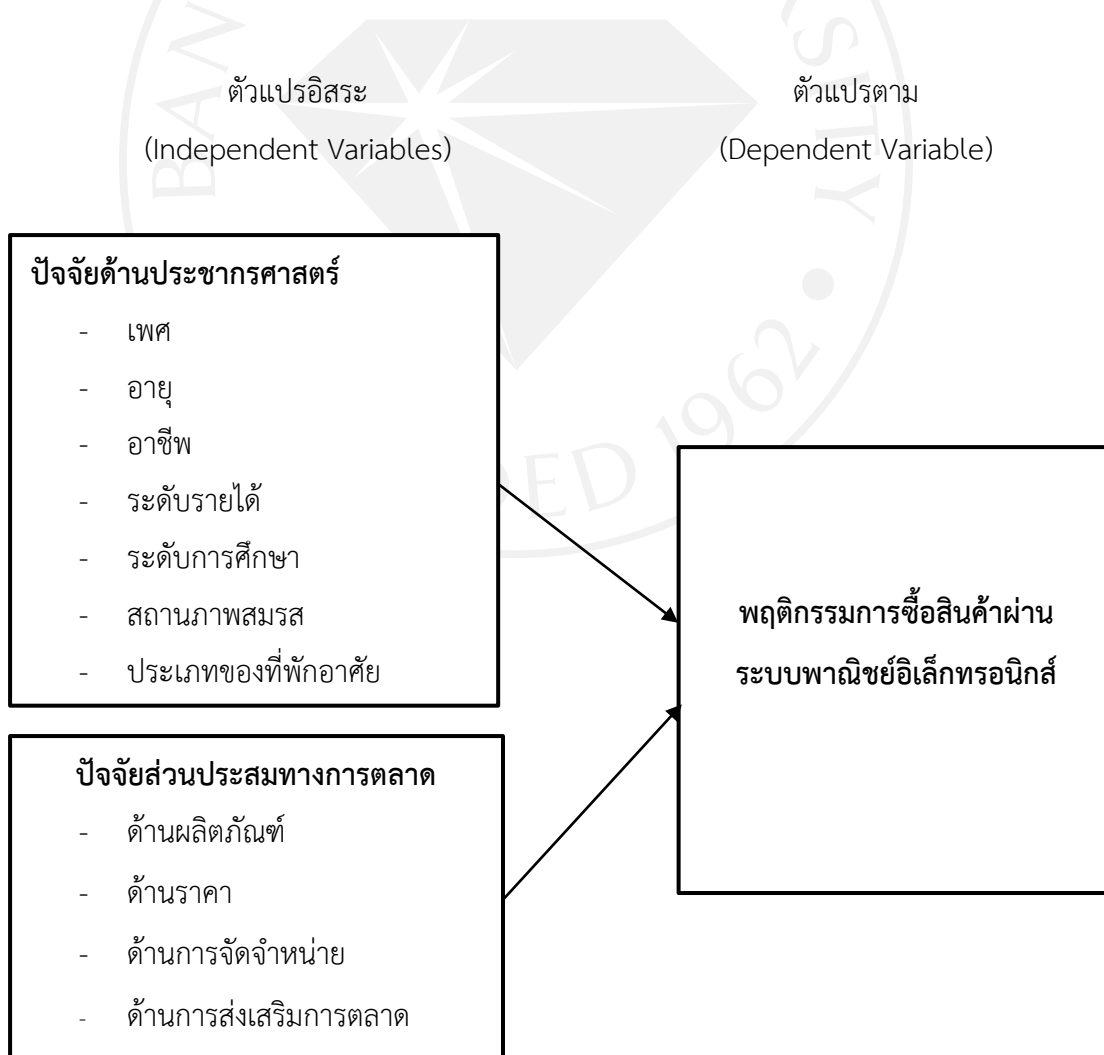 ตัวแปรอิสระ
(Independent Variables)
ตัวแปรตาม
(Dependent Variable)
ปัจจัยด้านประชากรศาสตร์
- เพศ
- อายุ
- อาชีพ
- ระดับรายได้
- ระดับการศึกษา
- สถานภาพสมรส
- ประเภทของที่พักอาศัย
ปัจจัยส่วนประสมทางการตลาด
- ด้านผลิตภัณฑ์
- ด้านราคา
- ด้านการจัดจำหน่าย
- ด้านการส่งเสริมการตลาด
พฤติกรรมการซื้อสินค้าผ่าน
ระบบพาณิชย์อิเล็กทรอนิกส์
1962